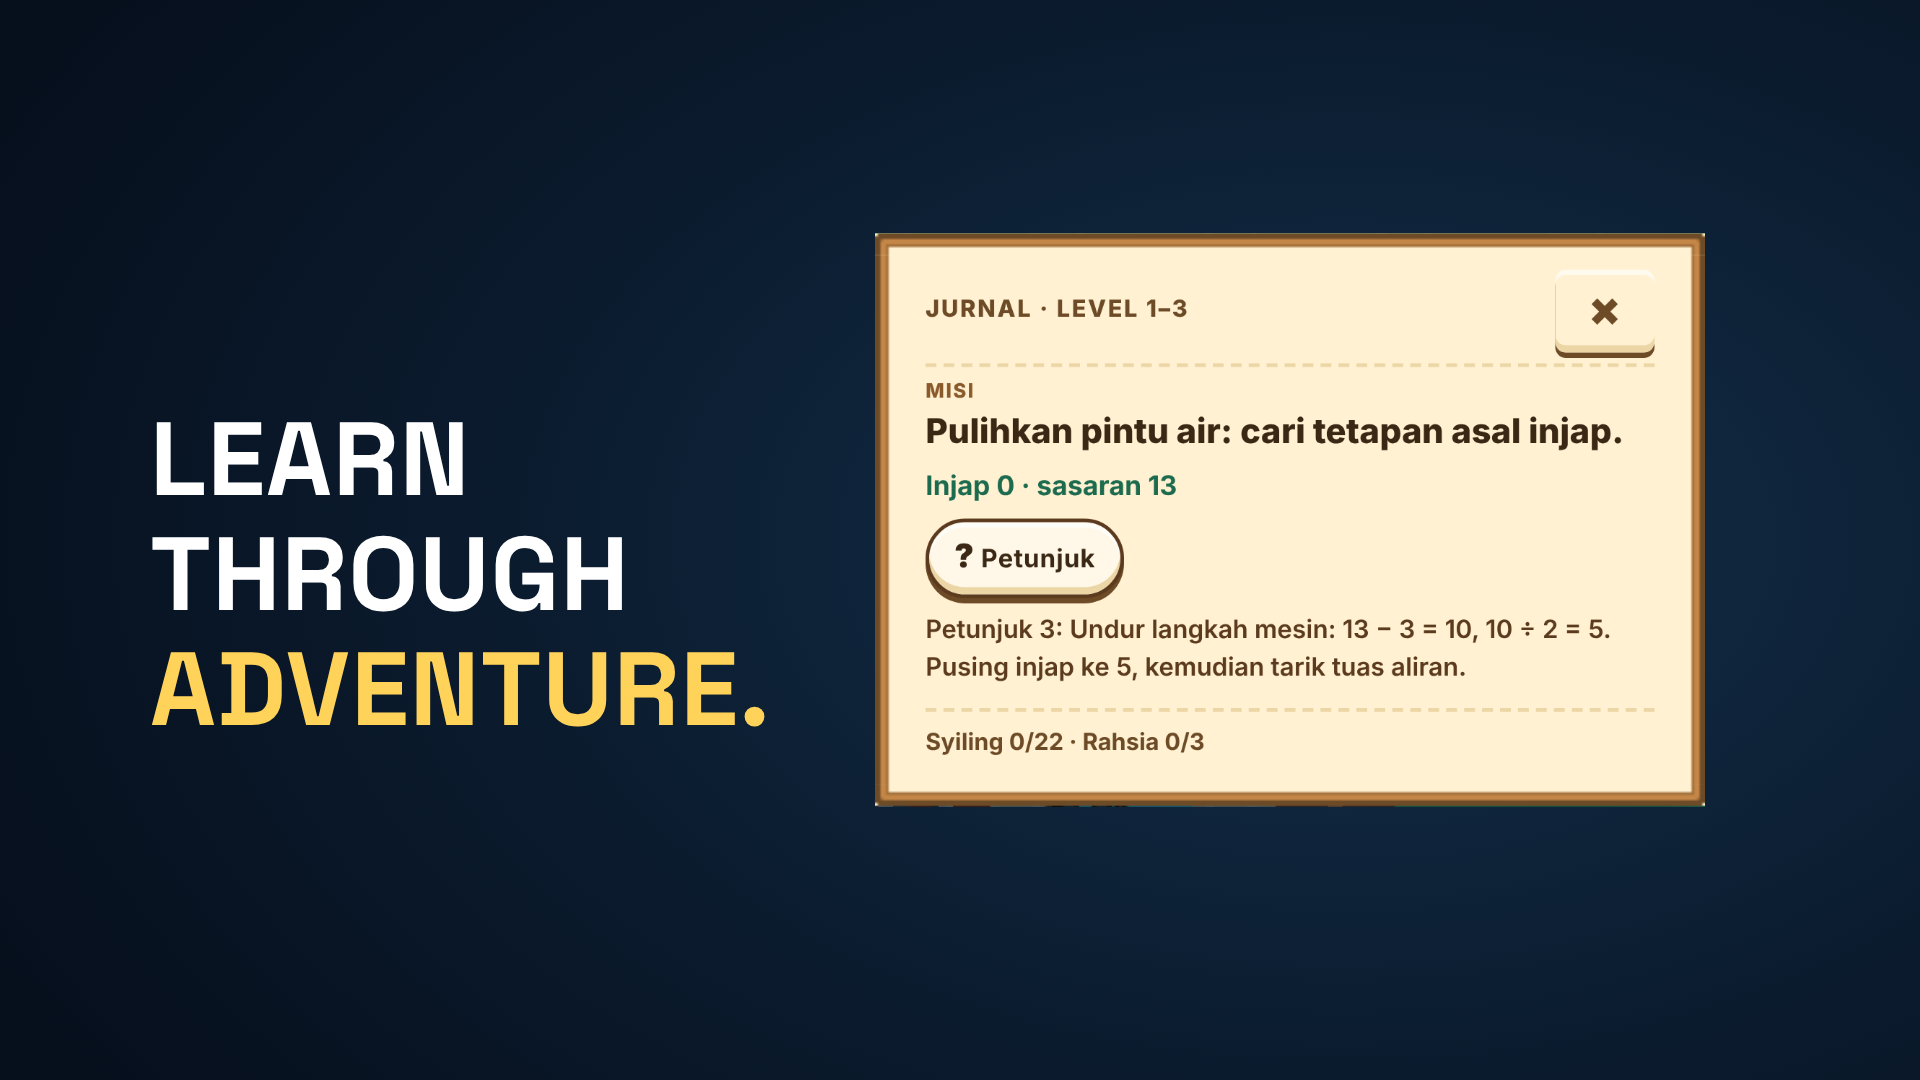 LEARN
THROUGH
ADVENTURE.
JURNAL · LEVEL 1–3
MISI
Pulihkan pintu air: cari tetapan asal injap.
Injap 0 · sasaran 13
? Petunjuk
Petunjuk 3: Undur langkah mesin: 13 − 3 = 10, 10 ÷ 2 = 5.
Pusing injap ke 5, kemudian tarik tuas aliran.
Syiling 0/22 · Rahsia 0/3